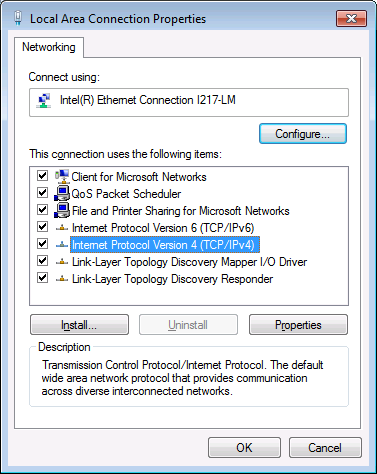 Local Area Connection Properties
Networking
Connect using:
Intel(R) Ethernet Connection I217-LM
Configure...
This connection uses the following items:
Client for Microsoft Networks
QoS Packet Scheduler
File and Printer Sharing for Microsoft Networks
Internet Protocol Version 6 (TCP/IPv6)
Internet Protocol Version 4 (TCP/IPv4)
Link-Layer Topology Discovery Mapper I/O Driver
Link-Layer Topology Discovery Responder
Install... Uninstall Properties
Description
Transmission Control Protocol/Internet Protocol. The default
wide area network protocol that provides communication
across diverse interconnected networks.
OK Cancel